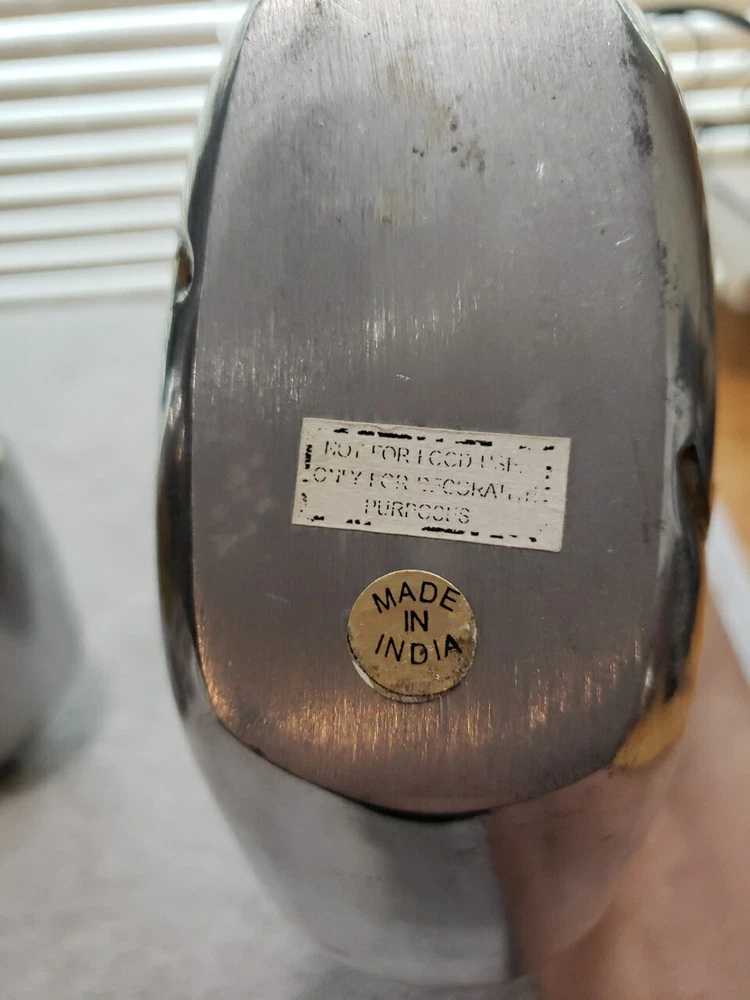 NOT FOR FOOD USE
ONLY FOR DECORATIVE
PURPOSES
MADE
IN
INDIA